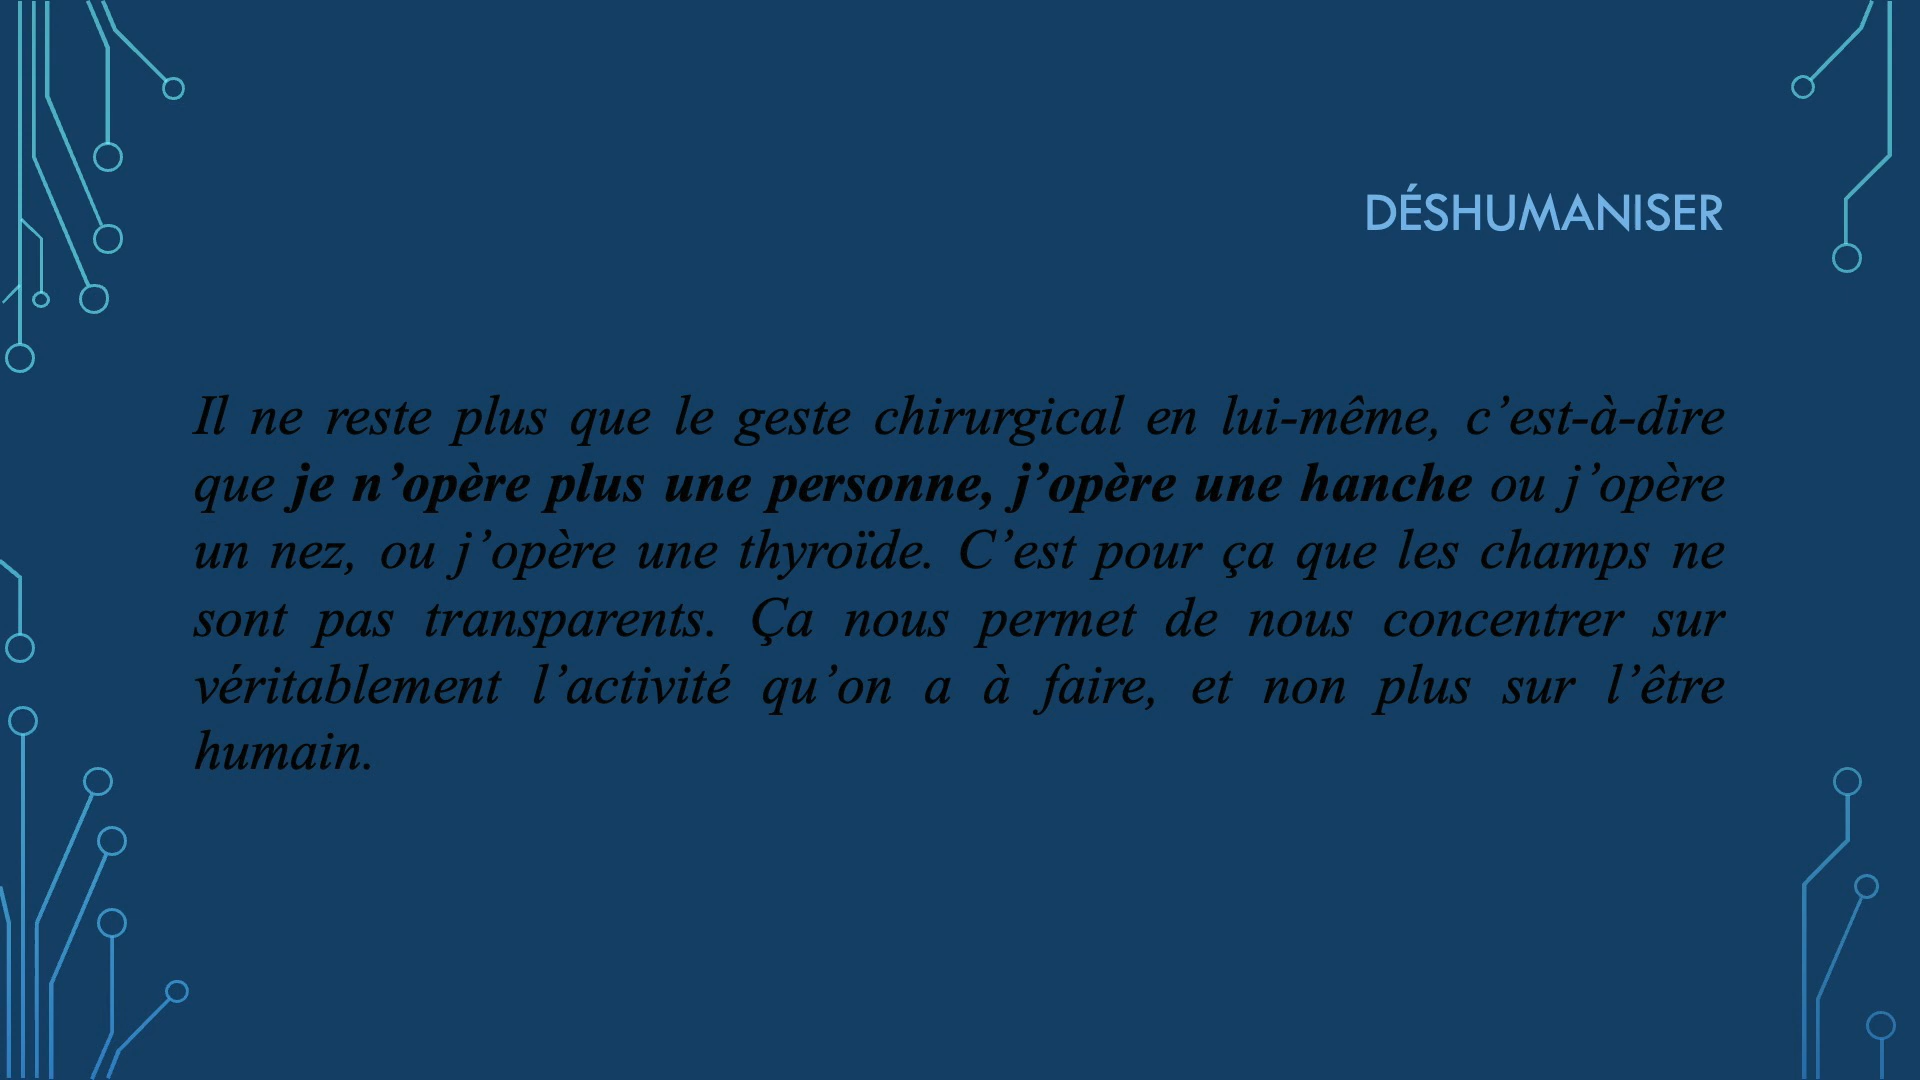 DÉSHUMANISER
Il ne reste plus que le geste chirurgical en lui-même, c’est-à-dire
que je n’opère plus une personne, j’opère une hanche ou j’opère
un nez, ou j’opère une thyroïde. C’est pour ça que les champs ne
sont pas transparents. Ça nous permet de nous concentrer sur
véritablement l’activité qu’on a à faire, et non plus sur l’être
humain.